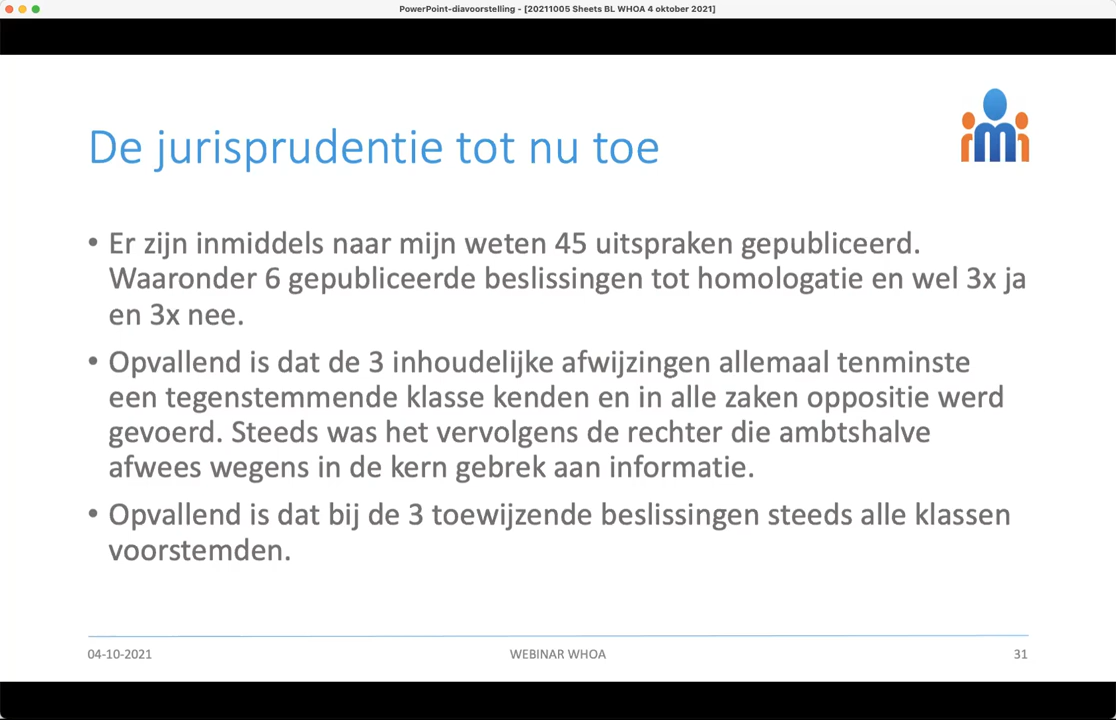 PowerPoint-diavoorstelling - [20211005 Sheets BL WHOA 4 oktober 2021]
De jurisprudentie tot nu toe
• Er zijn inmiddels naar mijn weten 45 uitspraken gepubliceerd.
Waaronder 6 gepubliceerde beslissingen tot homologatie en wel 3x ja
en 3x nee.
• Opvallend is dat de 3 inhoudelijke afwijzingen allemaal tenminste
een tegenstemmende klasse kenden en in alle zaken oppositie werd
gevoerd. Steeds was het vervolgens de rechter die ambtshalve
afwees wegens in de kern gebrek aan informatie.
• Opvallend is dat bij de 3 toewijzende beslissingen steeds alle klassen
voorstemden.
04-10-2021
WEBINAR WHOA
31